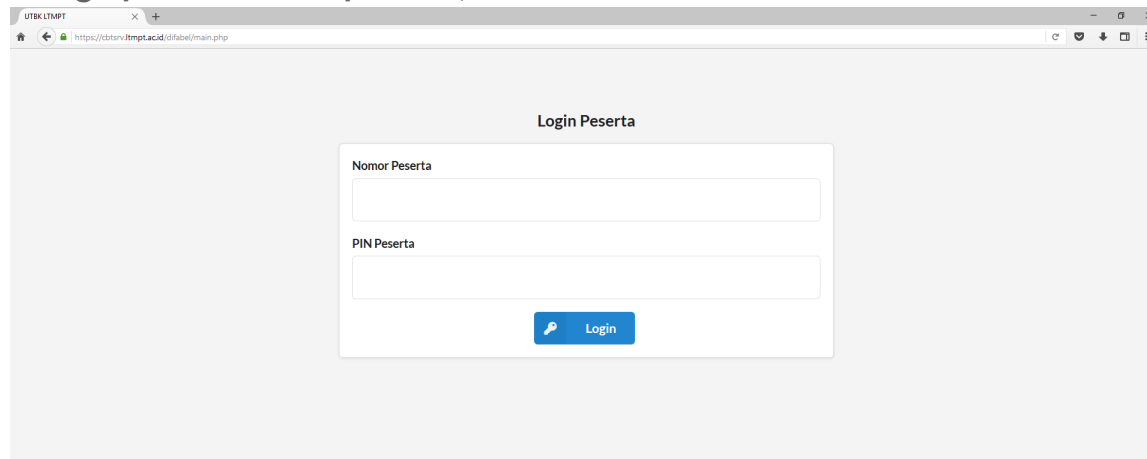 UTBK LTMPT
https://cbtsrv.ltmpt.ac.id/difabel/main.php
Login Peserta
Nomor Peserta
PIN Peserta
Login